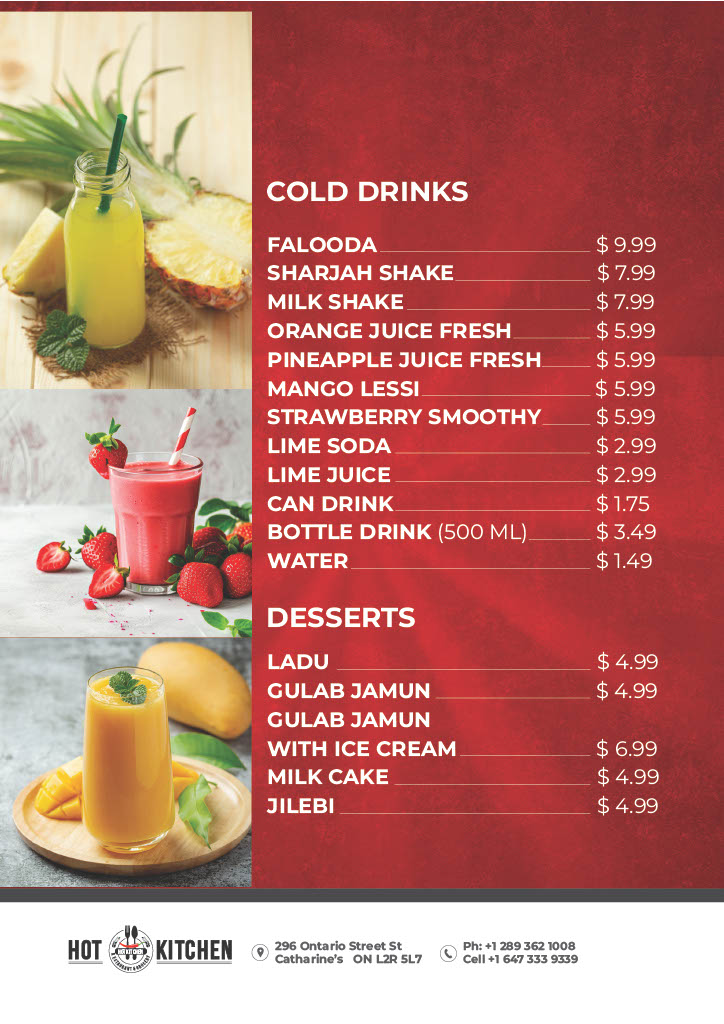 COLD DRINKS
FALOODA $ 9.99
SHARJAH SHAKE $ 7.99
MILK SHAKE $ 7.99
ORANGE JUICE FRESH $ 5.99
PINEAPPLE JUICE FRESH $ 5.99
MANGO LESSI $ 5.99
STRAWBERRY SMOOTHY $ 5.99
LIME SODA $ 2.99
LIME JUICE $ 2.99
CAN DRINK $ 1.75
BOTTLE DRINK (500 ML) $ 3.49
WATER $ 1.49
DESSERTS
LADU $ 4.99
GULAB JAMUN $ 4.99
GULAB JAMUN
WITH ICE CREAM $ 6.99
MILK CAKE $ 4.99
JILEBI $ 4.99
HOT KITCHEN
HOT KITCHEN
296 Ontario Street St
Catharine's ON L2R 5L7
Ph: +1 289 362 1008
Cell +1 647 333 9339